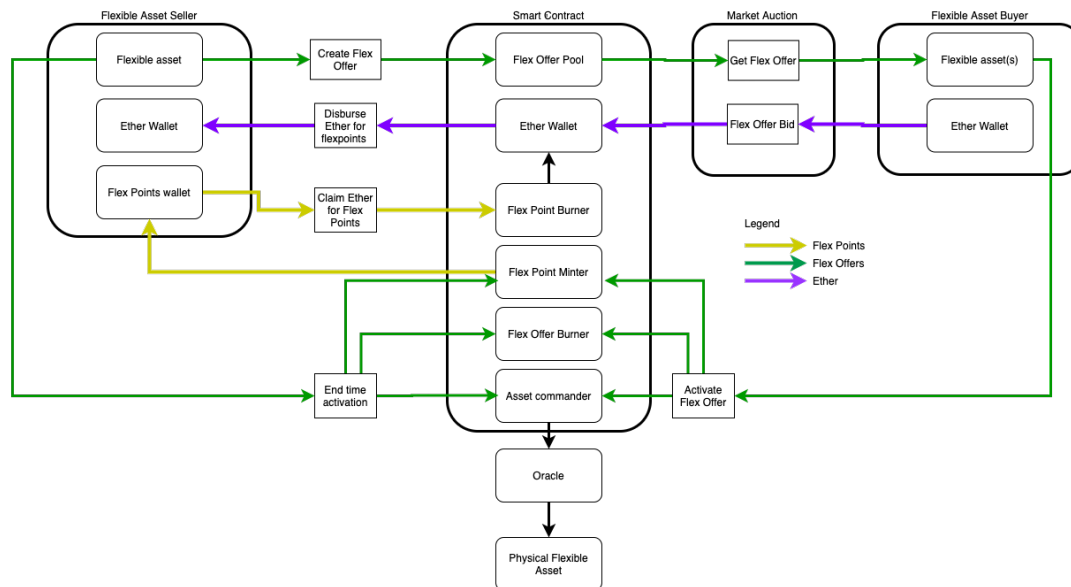 Flexible Asset Seller
Smart Contract
Market Auction
Flexible Asset Buyer
Flexible asset
Create Flex
Offer
Flex Offer Pool
Get Flex Offer
Flexible asset(s)
Ether Wallet
Disburse
Ether for
flexpoints
Ether Wallet
Flex Offer Bid
Ether Wallet
Flex Points wallet
Claim Ether
for Flex
Points
Flex Point Burner
Legend
Flex Points
Flex Offers
Ether
Flex Point Minter
Flex Offer Burner
End time
activation
Asset commander
Activate
Flex Offer
Oracle
Physical Flexible
Asset